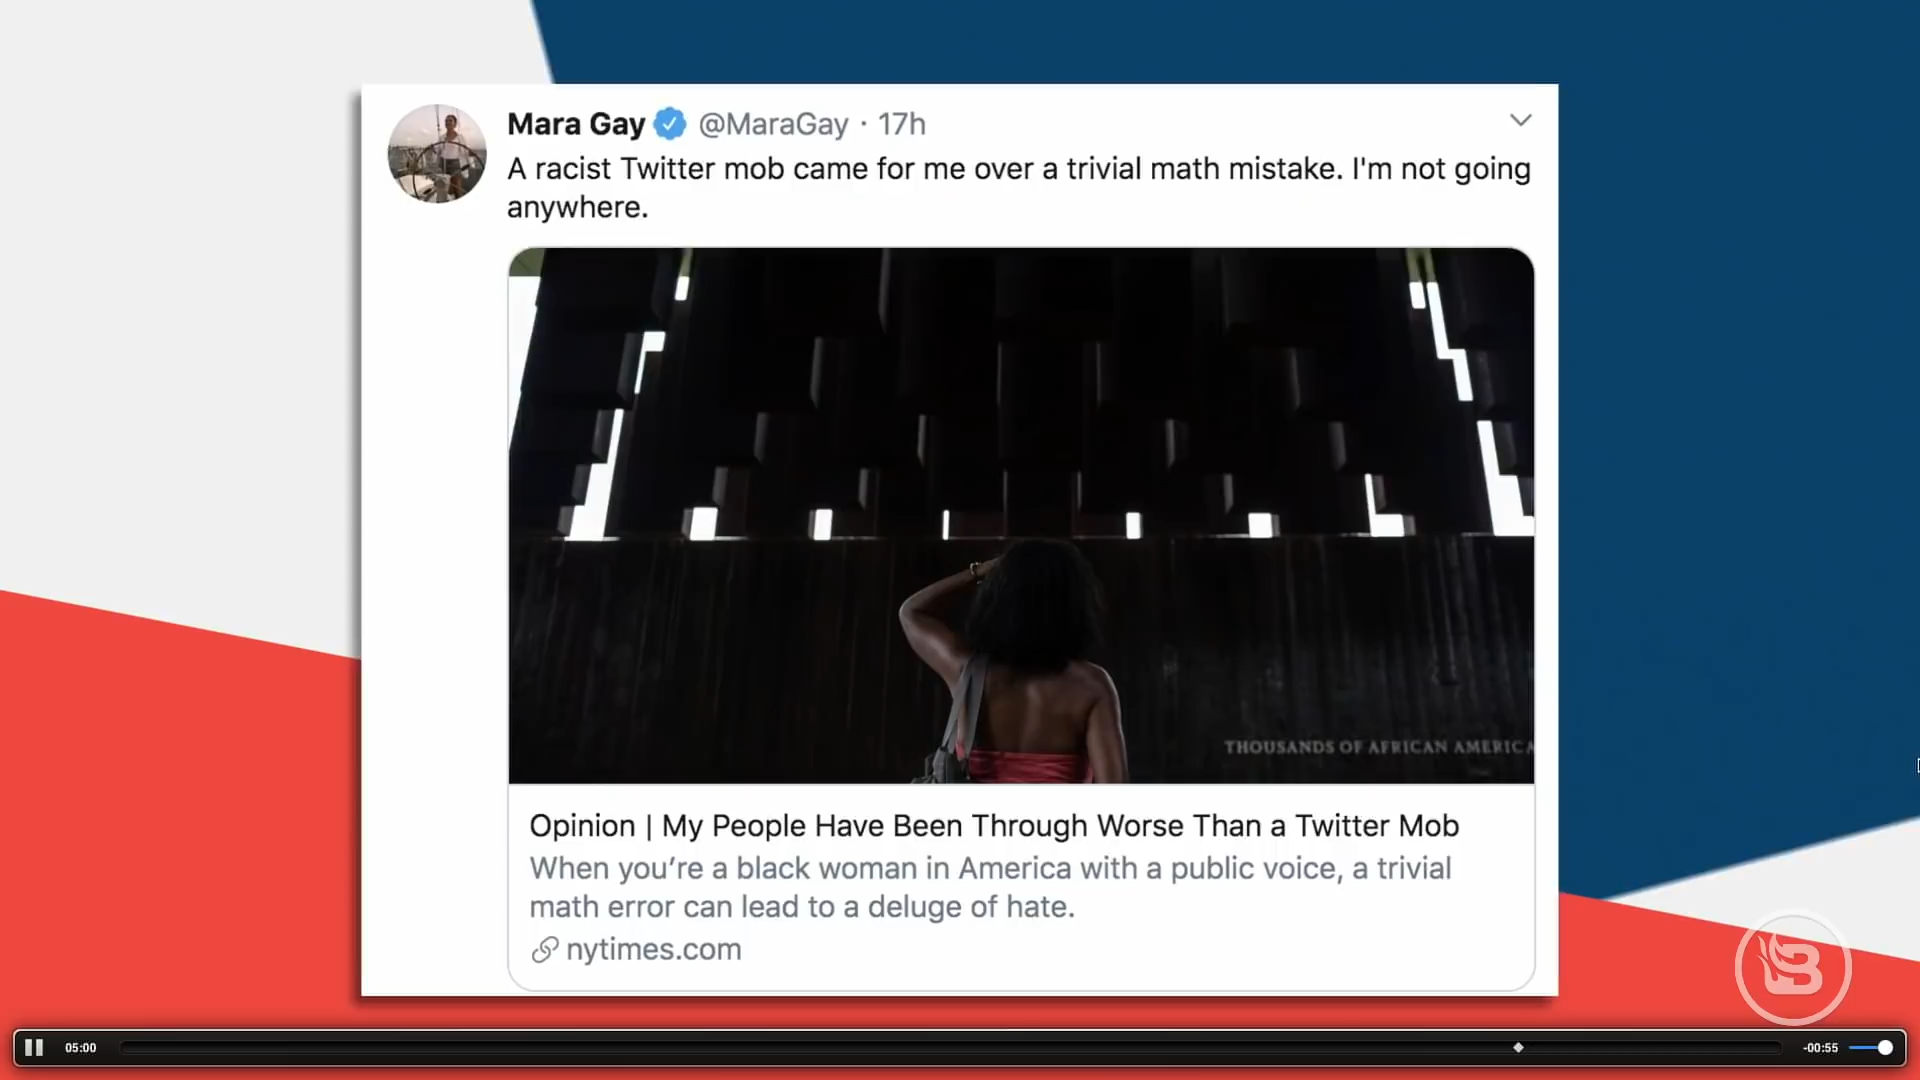 Mara Gay @MaraGay · 17h
A racist Twitter mob came for me over a trivial math mistake. I'm not going
anywhere.
THOUSANDS OF AFRICAN AMERICA
Opinion | My People Have Been Through Worse Than a Twitter Mob
When you’re a black woman in America with a public voice, a trivial
math error can lead to a deluge of hate.
nytimes.com
B
05:00
-00:55